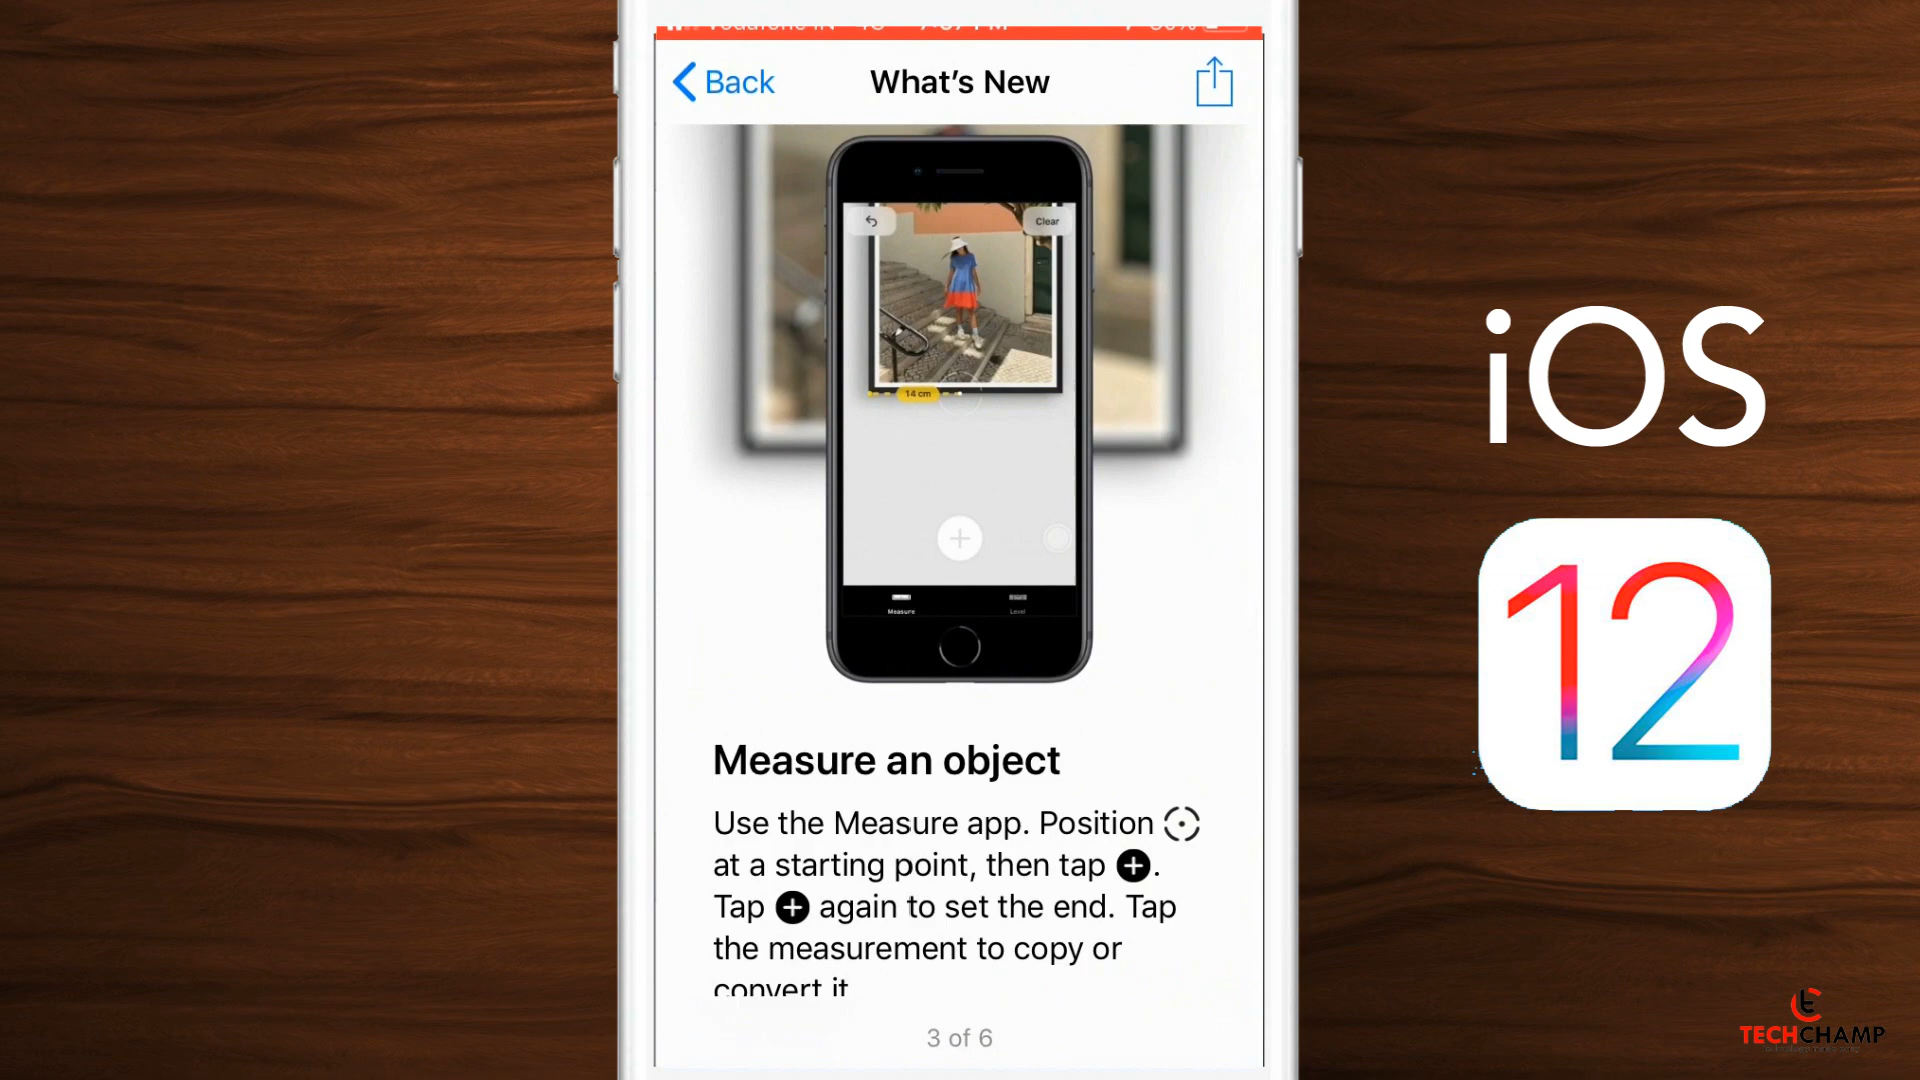 Back
What's New
Clear
14 cm
Measure
Level
Measure an object
Use the Measure app. Position
at a starting point, then tap +.
Tap + again to set the end. Tap
the measurement to copy or
convert it
3 of 6
iOS
12
TECHCHAMP